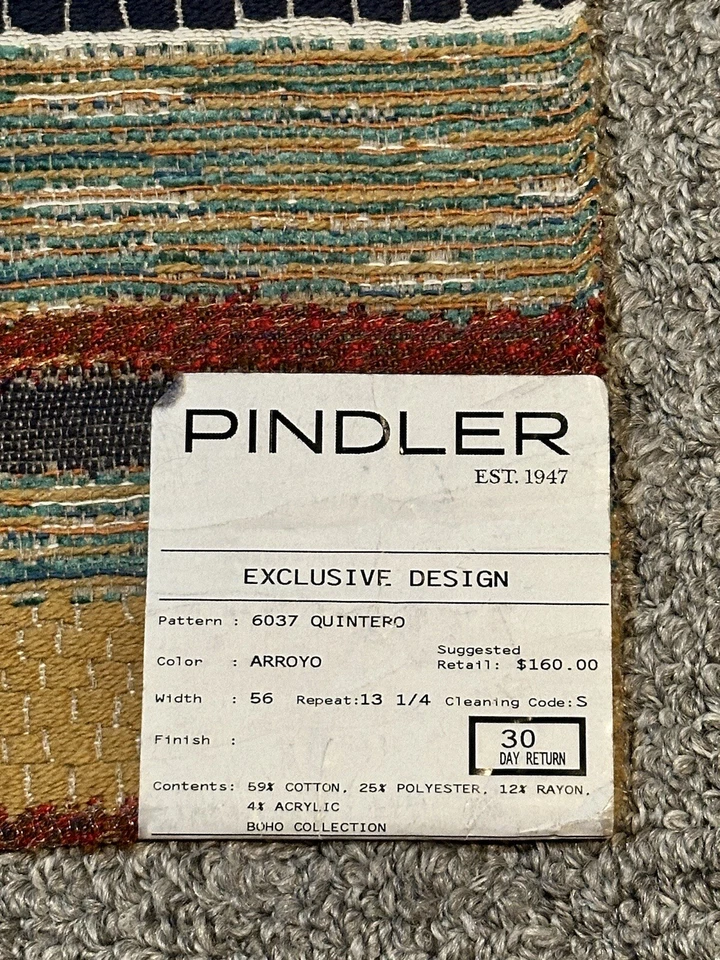 PINDLER
EST. 1947
EXCLUSIVE DESIGN
Pattern : 6037 QUINTERO
Color : ARROYO
Suggested
Retail: $160.00
Width : 56 Repeat:13 1/4 Cleaning Code:S
Finish :
30
DAY RETURN
Contents: 59% COTTON, 25% POLYESTER, 12% RAYON,
4% ACRYLIC
BOHO COLLECTION